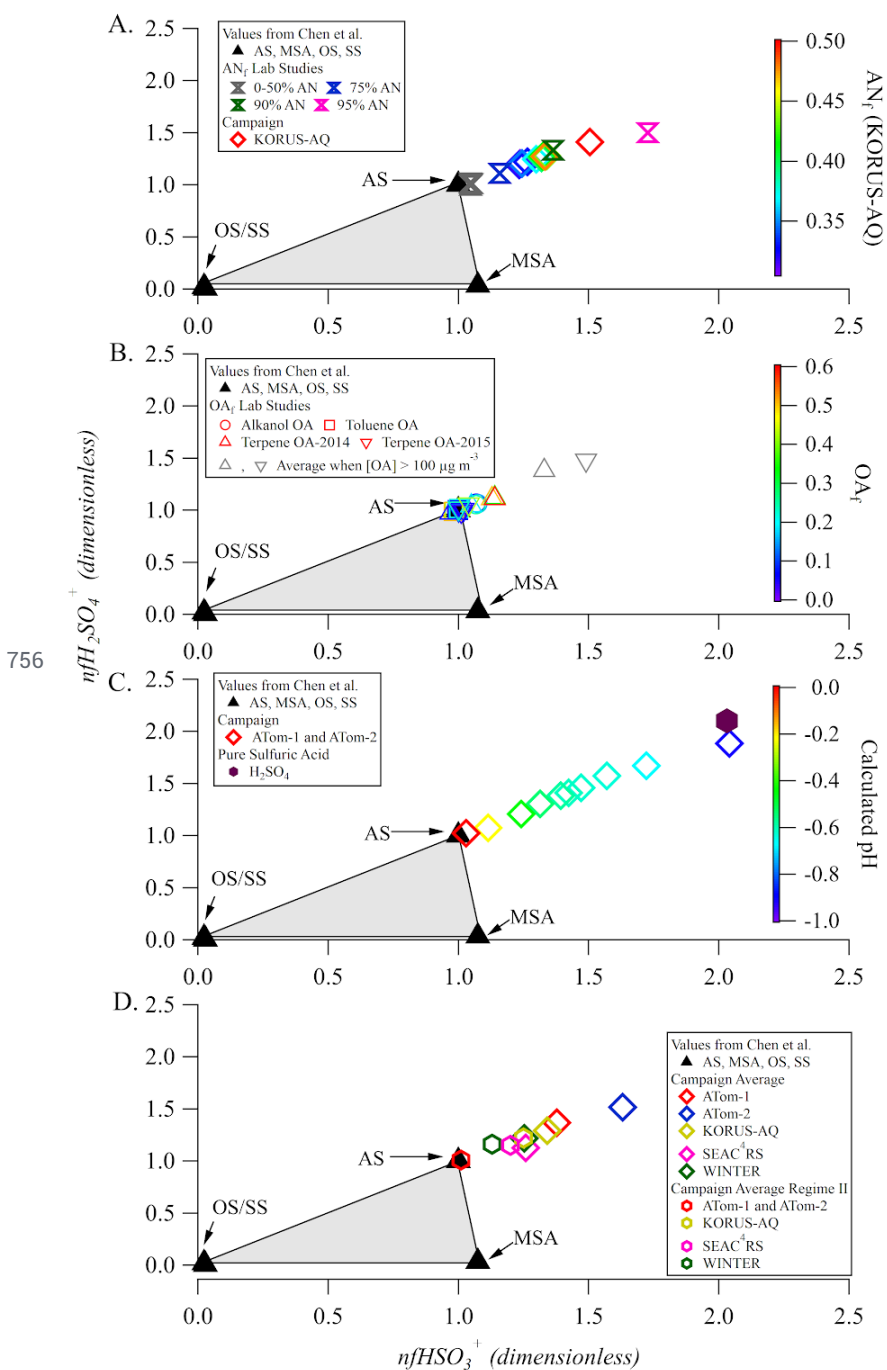 A.
Values from Chen et al.
AS, MSA, OS, SS
ANf Lab Studies
0-50% AN 75% AN
90% AN 95% AN
Campaign
KORUS-AQ
AS
OS/SS
MSA
2.5
2.0
1.5
1.0
0.5
0.0
0.0 0.5 1.0 1.5 2.0 2.5
0.50
0.45
0.40
0.35
ANf (KORUS-AQ)
B.
Values from Chen et al.
AS, MSA, OS, SS
OAf Lab Studies
Alkanol OA Toluene OA
Terpene OA-2014 Terpene OA-2015
, Average when [OA] > 100 µg m-3
AS
OS/SS
MSA
2.5
2.0
1.5
1.0
0.5
0.0
0.0 0.5 1.0 1.5 2.0 2.5
0.6
0.5
0.4
0.3
0.2
0.1
0.0
OAf
nfH2SO4+ (dimensionless)
756
C.
Values from Chen et al.
AS, MSA, OS, SS
Campaign
ATom-1 and ATom-2
Pure Sulfuric Acid
H2SO4
AS
OS/SS
MSA
2.5
2.0
1.5
1.0
0.5
0.0
0.0 0.5 1.0 1.5 2.0 2.5
0.0
-0.2
-0.4
-0.6
-0.8
-1.0
Calculated pH
D.
Values from Chen et al.
AS, MSA, OS, SS
Campaign Average
ATom-1
ATom-2
KORUS-AQ
SEAC4RS
WINTER
Campaign Average Regime II
ATom-1 and ATom-2
KORUS-AQ
SEAC4RS
WINTER
AS
OS/SS
MSA
2.5
2.0
1.5
1.0
0.5
0.0
0.0 0.5 1.0 1.5 2.0 2.5
nfHSO3+ (dimensionless)